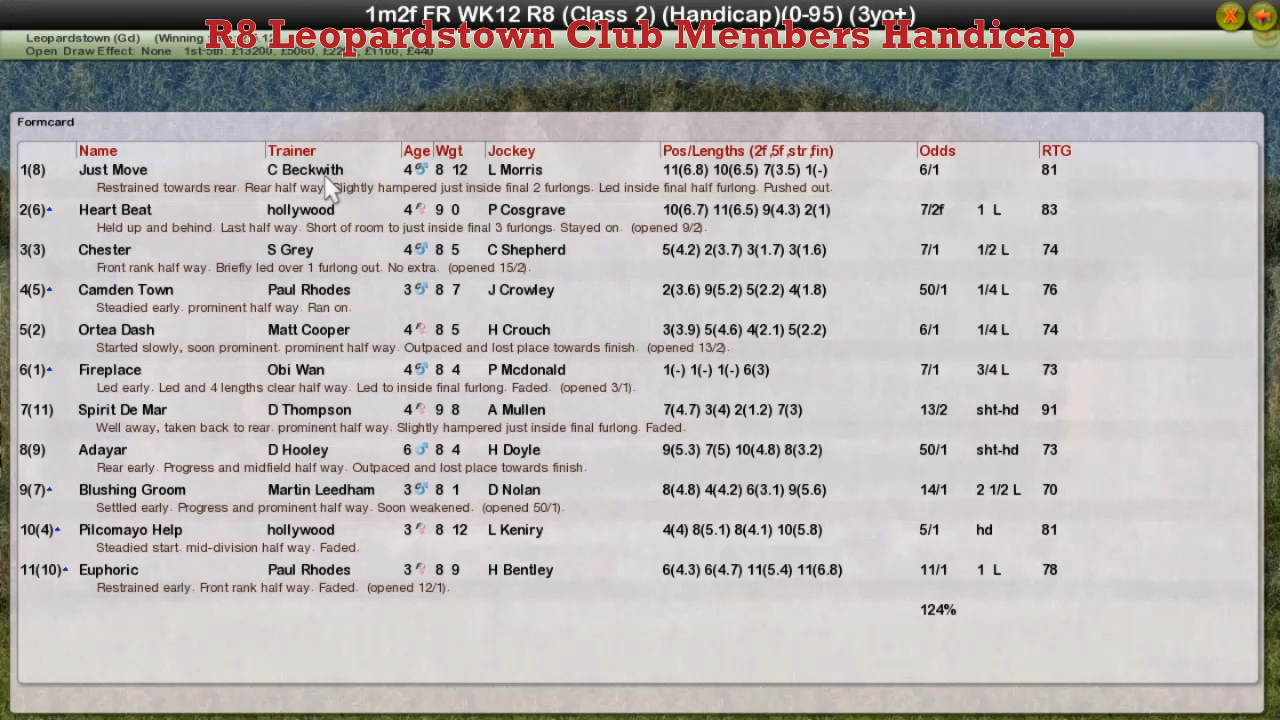 1m2f FR WK12 R8 (Class 2) (Handicap)(0-95) (3yo+)
R8 Leopardstown Club Members Handicap
Leopardstown (Gd) (Winning
Open Draw Effect: None 1st-5th: £13200, £5060, £1100, £440
Formcard
Name Trainer Age Wgt Jockey Pos/Lengths (2f,5f,str,fin) Odds RTG
1(8) Just Move C Beckwith 4 8 12 L Morris 11(6.8) 10(6.5) 7(3.5) 1(-) 6/1 81
Restrained towards rear. Rear half way. Slightly hampered just inside final 2 furlongs. Led inside final half furlong. Pushed out.
2(6) Heart Beat hollywood 4 9 0 P Cosgrave 10(6.7) 11(6.5) 9(4.3) 2(1) 7/2f 1 L 83
Held up and behind. Last half way. Short of room to just inside final 3 furlongs. Stayed on. (opened 9/2).
3(3) Chester S Grey 4 8 5 C Shepherd 5(4.2) 2(3.7) 3(1.7) 3(1.6) 7/1 1/2 L 74
Front rank half way. Briefly led over 1 furlong out. No extra. (opened 15/2).
4(5) Camden Town Paul Rhodes 3 8 7 J Crowley 2(3.6) 9(5.2) 5(2.2) 4(1.8) 50/1 1/4 L 76
Steadied early. prominent half way. Ran on.
5(2) Ortea Dash Matt Cooper 4 8 5 H Crouch 3(3.9) 5(4.6) 4(2.1) 5(2.2) 6/1 1/4 L 74
Started slowly, soon prominent. prominent half way. Outpaced and lost place towards finish. (opened 13/2).
6(1) Fireplace Obi Wan 4 8 4 P Mcdonald 1(-) 1(-) 1(-) 6(3) 7/1 3/4 L 73
Led early. Led and 4 lengths clear half way. Led to inside final furlong. Faded. (opened 3/1).
7(11) Spirit De Mar D Thompson 4 9 8 A Mullen 7(4.7) 3(4) 2(1.2) 7(3) 13/2 sht-hd 91
Well away, taken back to rear. prominent half way. Slightly hampered just inside final furlong. Faded.
8(9) Adayar D Hooley 6 8 4 H Doyle 9(5.3) 7(5) 10(4.8) 8(3.2) 50/1 sht-hd 73
Rear early. Progress and midfield half way. Outpaced and lost place towards finish.
9(7) Blushing Groom Martin Leedham 3 8 1 D Nolan 8(4.8) 4(4.2) 6(3.1) 9(5.6) 14/1 2 1/2 L 70
Settled early. Progress and prominent half way. Soon weakened. (opened 50/1).
10(4) Pilcomayo Help hollywood 3 8 12 L Keniry 4(4) 8(5.1) 8(4.1) 10(5.8) 5/1 hd 81
Steadied start. mid-division half way. Faded.
11(10) Euphoric Paul Rhodes 3 8 9 H Bentley 6(4.3) 6(4.7) 11(5.4) 11(6.8) 11/1 1 L 78
Restrained early. Front rank half way. Faded. (opened 12/1).
124%